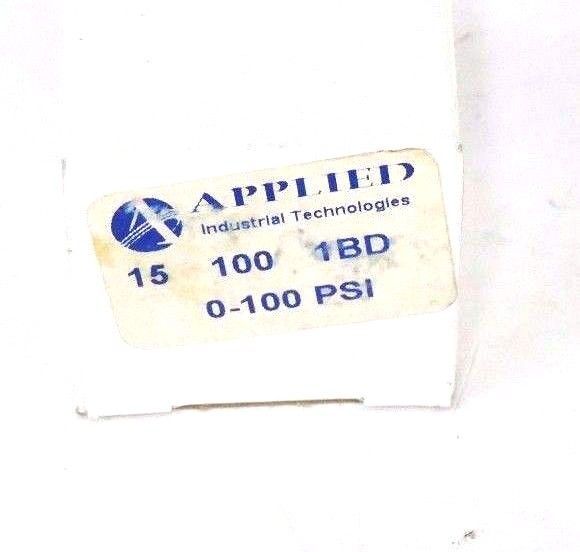 APPLIED
Industrial Technologies
15 100 1BD
0-100 PSI